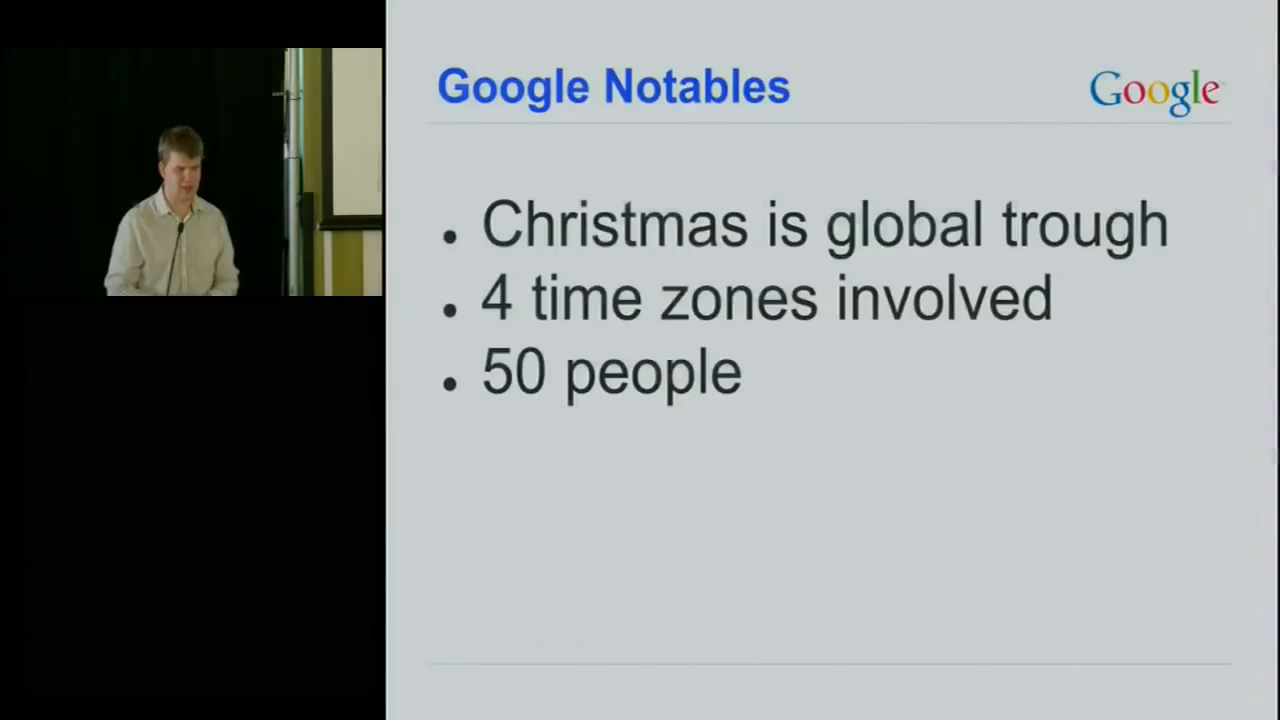 Google Notables
Google
• Christmas is global trough
• 4 time zones involved
• 50 people